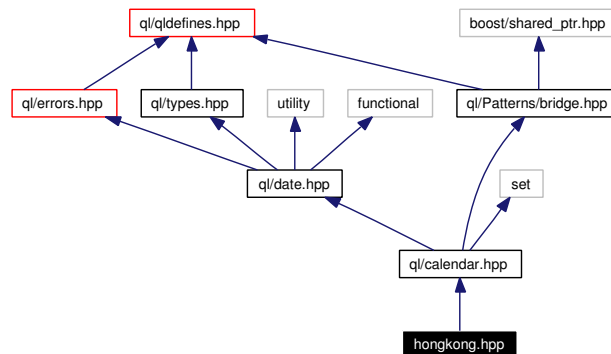 ql/qldefines.hpp
boost/shared_ptr.hpp
ql/errors.hpp
ql/types.hpp
utility
functional
ql/Patterns/bridge.hpp
ql/date.hpp
set
ql/calendar.hpp
hongkong.hpp